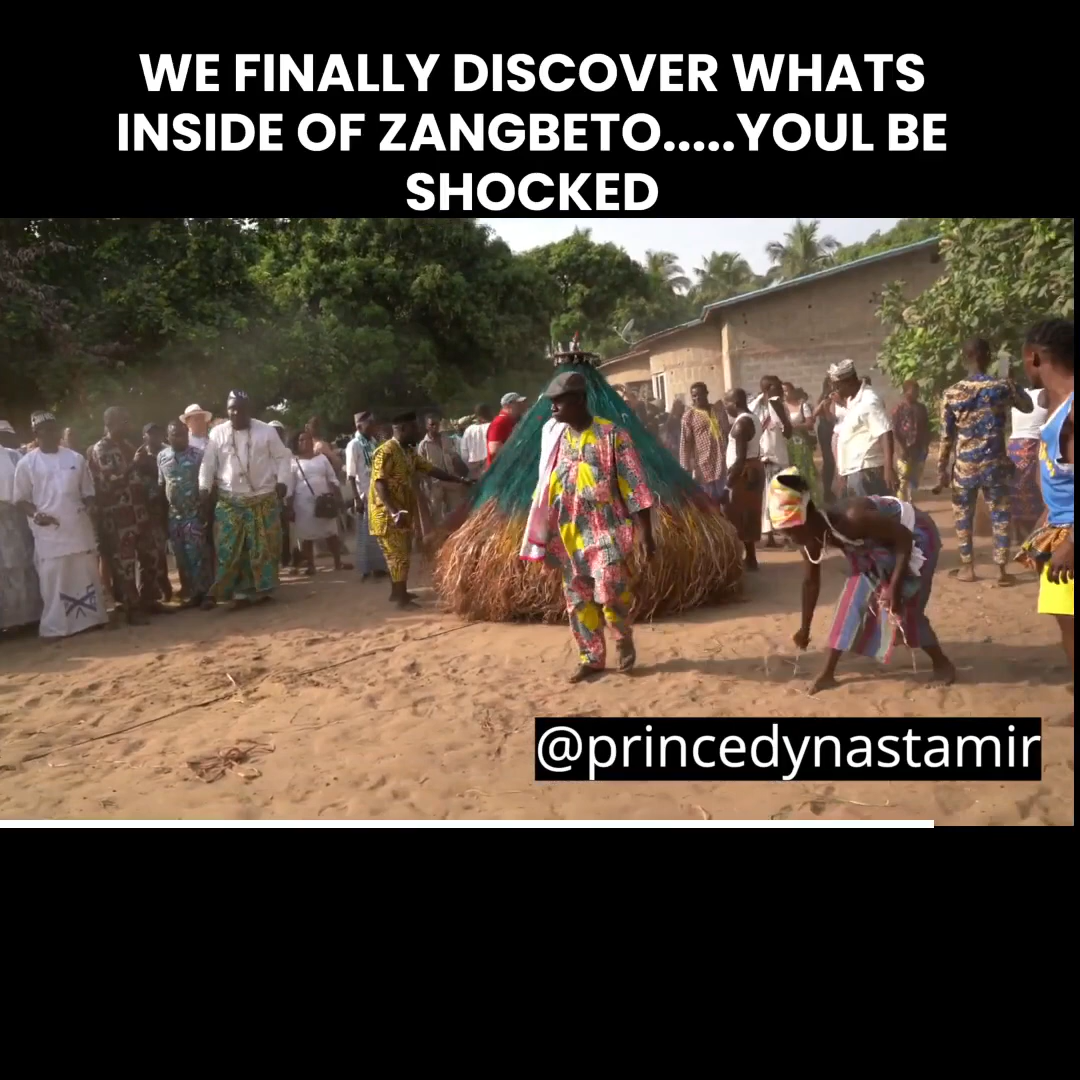 WE FINALLY DISCOVER WHATS
INSIDE OF ZANGBETO.....YOUL BE
SHOCKED
@princedynastamir